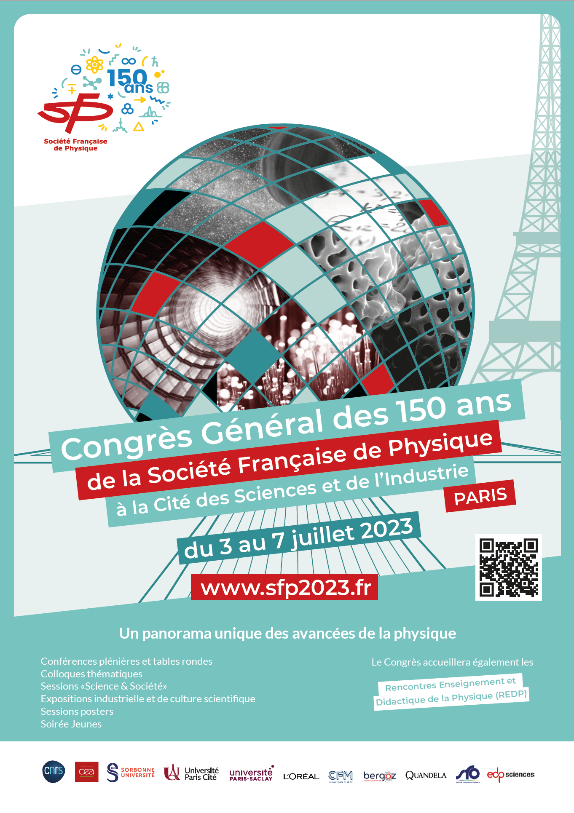 150
ans
sfp
Société Française
de Physique
Congrès Général des 150 ans
de la Société Française de Physique
à la Cité des Sciences et de l'Industrie
PARIS
du 3 au 7 juillet 2023
www.sfp2023.fr
Un panorama unique des avancées de la physique
Conférences plénières et tables rondes
Colloques thématiques
Sessions «Science & Société»
Expositions industrielle et de culture scientifique
Sessions posters
Soirée Jeunes
Le Congrès accueillera également les
Rencontres Enseignement et
Didactique de la Physique (REDP)
cnrs
cea
SORBONNE
UNIVERSITÉ
Université
Paris Cité
université
PARIS-SACLAY
L'ORÉAL
CFM
bergoz
QUANDELA
sfo
edp sciences